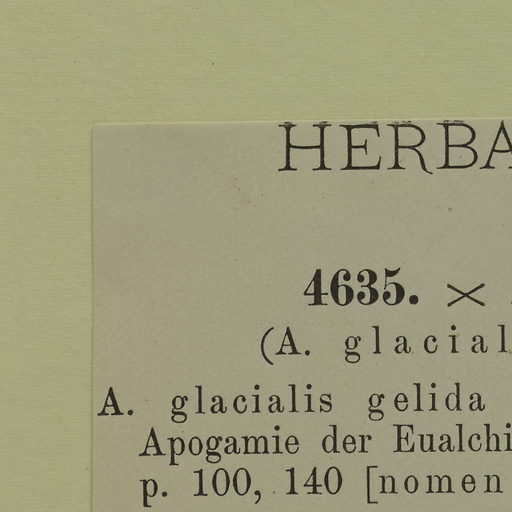 HERBA
4635. ×
(A. glacial
A. glacialis gelida
Apogamie der Eualchi
p. 100, 140 [nomen